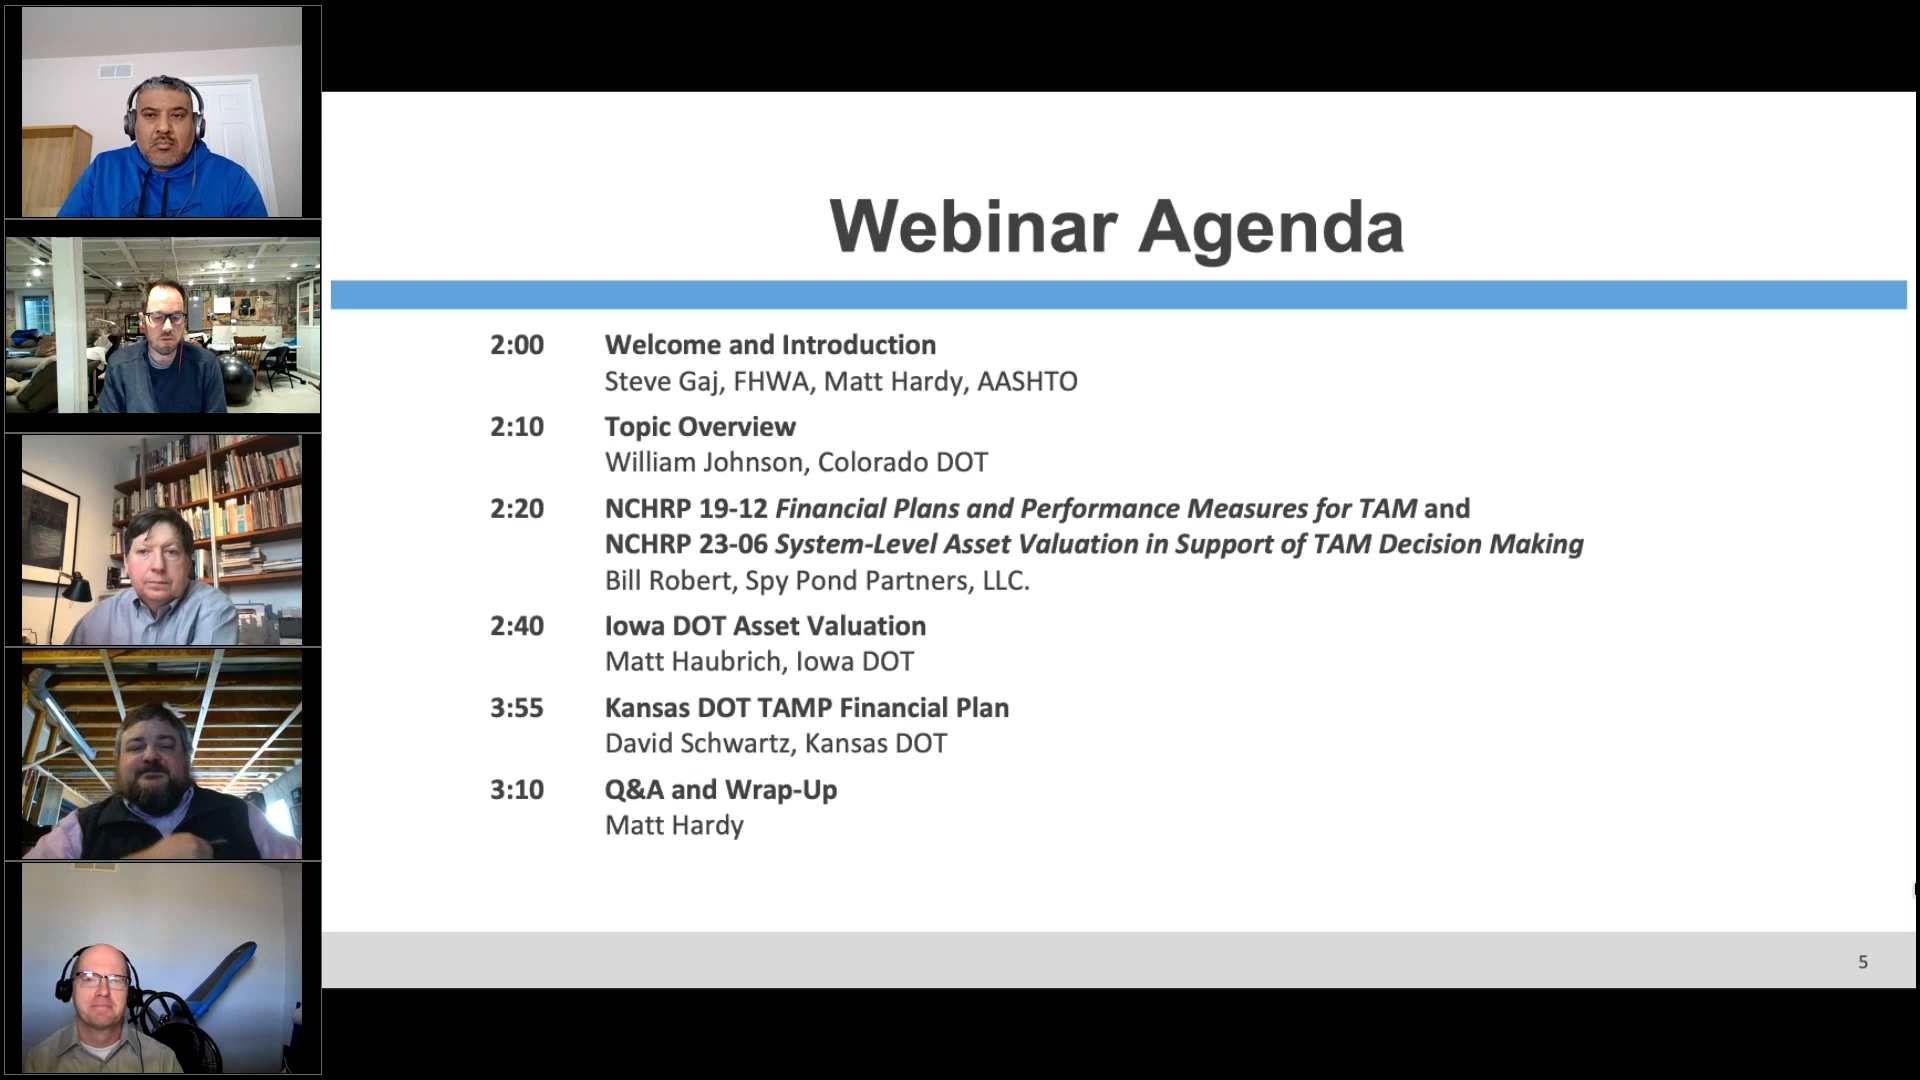 Webinar Agenda
2:00 Welcome and Introduction
Steve Gaj, FHWA, Matt Hardy, AASHTO
2:10 Topic Overview
William Johnson, Colorado DOT
2:20 NCHRP 19-12 Financial Plans and Performance Measures for TAM and
NCHRP 23-06 System-Level Asset Valuation in Support of TAM Decision Making
Bill Robert, Spy Pond Partners, LLC.
2:40 Iowa DOT Asset Valuation
Matt Haubrich, Iowa DOT
3:55 Kansas DOT TAMP Financial Plan
David Schwartz, Kansas DOT
3:10 Q&A and Wrap-Up
Matt Hardy
5